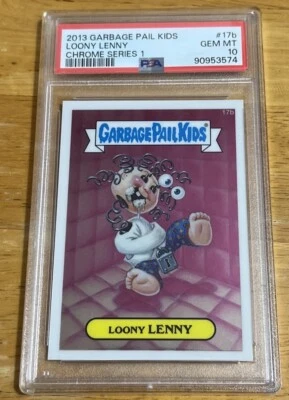 2013 GARBAGE PAIL KIDS #17b
LOONY LENNY GEM MT
CHROME SERIES 1 10
PSA 90953574
17b
GARBAGE PAIL KIDS
LOONY LENNY